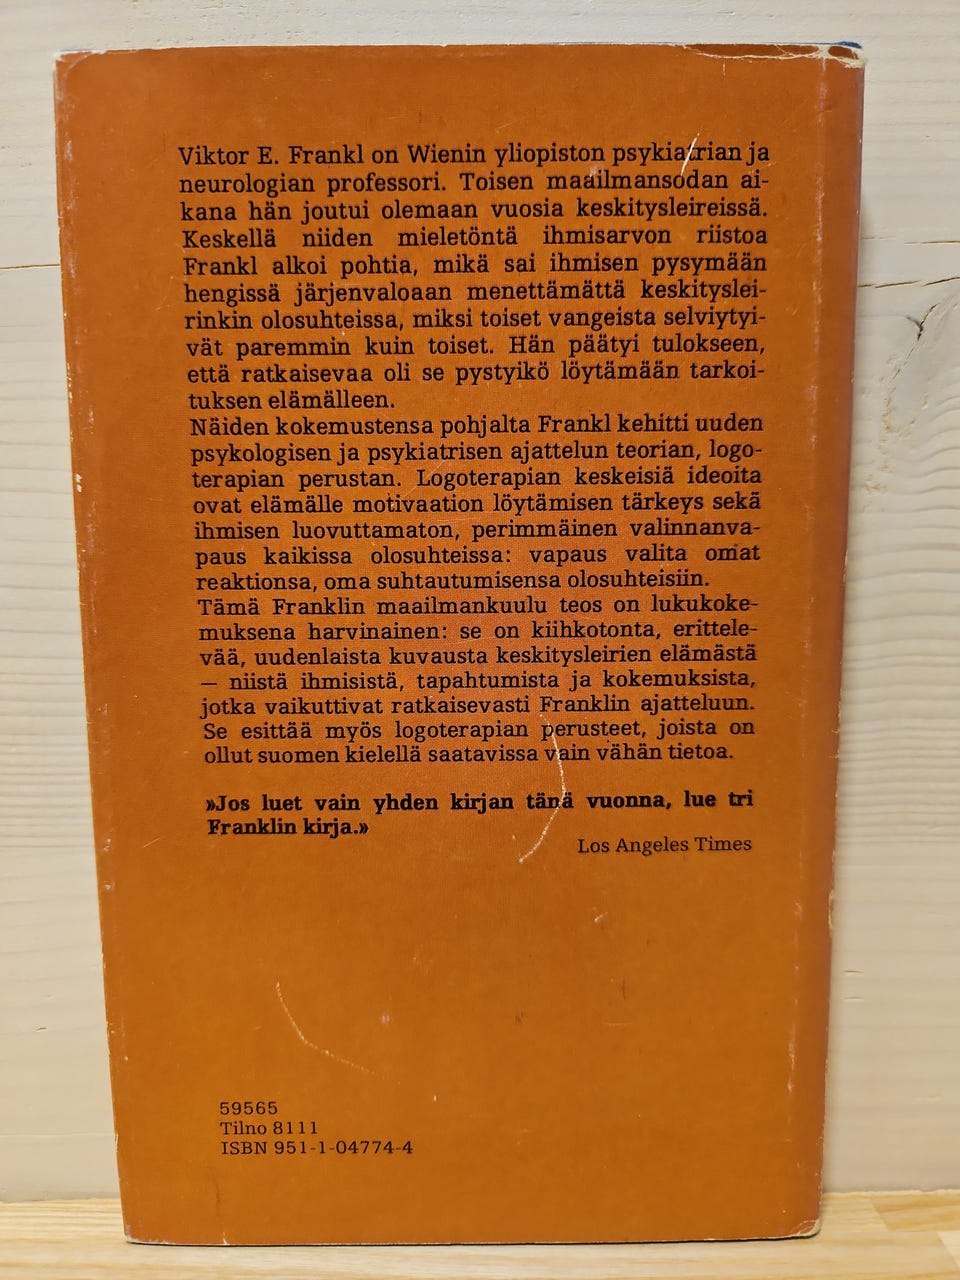 Viktor E. Frankl on Wienin yliopiston psykiatrian ja
neurologian professori. Toisen maailmansodan ai-
kana hän joutui olemaan vuosia keskitysleireissä.
Keskellä niiden mieletöntä ihmisarvon riistoa
Frankl alkoi pohtia, mikä sai ihmisen pysymään
hengissä järjenvaloaan menettämättä keskityslei-
rinkin olosuhteissa, miksi toiset vangeista selviytyi-
vät paremmin kuin toiset. Hän päätyi tulokseen,
että ratkaisevaa oli se pystyikö löytämään tarkoi-
tuksen elämälleen.
Näiden kokemustensa pohjalta Frankl kehitti uuden
psykologisen ja psykiatrisen ajattelun teorian, logo-
terapian perustan. Logoterapian keskeisiä ideoita
ovat elämälle motivaation löytämisen tärkeys sekä
ihmisen luovuttamaton, perimmäinen valinnanva-
paus kaikissa olosuhteissa: vapaus valita omat
reaktionsa, oma suhtautumisensa olosuhteisiin.
Tämä Franklin maailmankuulu teos on lukukoke-
muksena harvinainen: se on kiihkotonta, erittele-
vää, uudenlaista kuvausta keskitysleirien elämästä
— niistä ihmisistä, tapahtumista ja kokemuksista,
jotka vaikuttivat ratkaisevasti Franklin ajatteluun.
Se esittää myös logoterapian perusteet, joista on
ollut suomen kielellä saatavissa vain vähän tietoa.
»Jos luet vain yhden kirjan tänä vuonna, lue tri
Franklin kirja.»
Los Angeles Times
59565
Tilno 8111
ISBN 951-1-04774-4